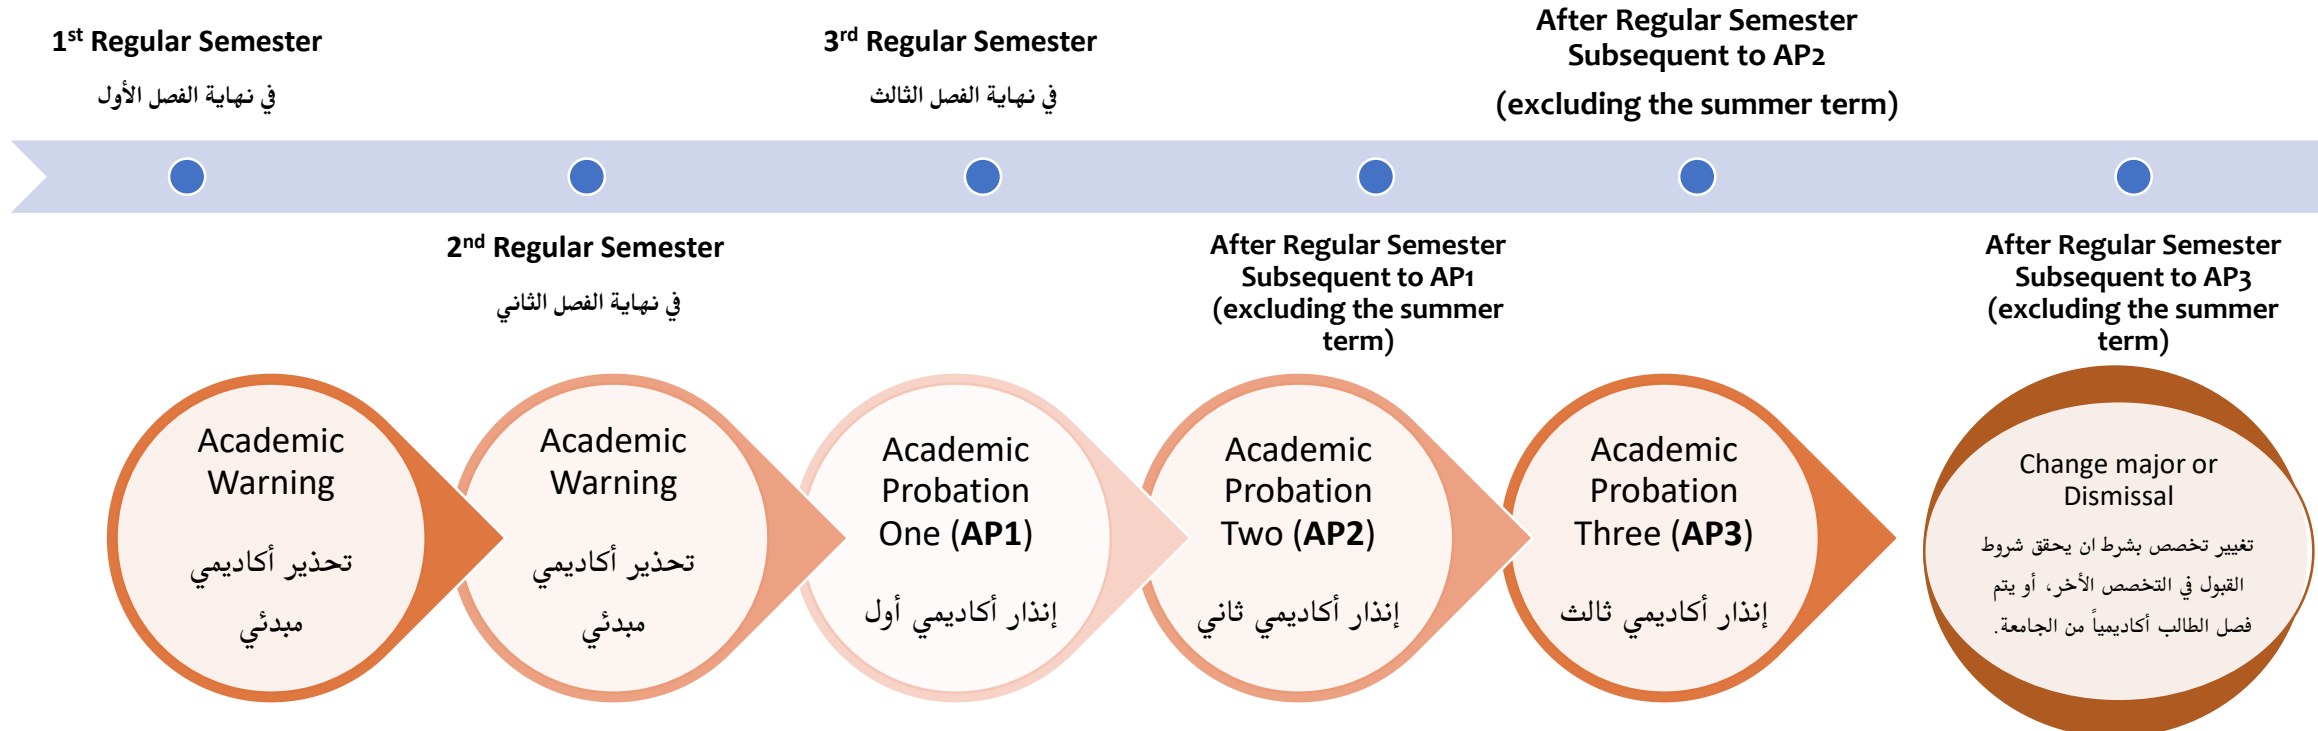 1st Regular Semester
في نهاية الفصل الأول
2nd Regular Semester
في نهاية الفصل الثاني
3rd Regular Semester
في نهاية الفصل الثالث
After Regular Semester
Subsequent to AP1
(excluding the summer
term)
After Regular Semester
Subsequent to AP2
(excluding the summer term)
After Regular Semester
Subsequent to AP3
(excluding the summer
term)
Academic
Warning
تحذير أكاديمي
مبدئي
Academic
Warning
تحذير أكاديمي
مبدئي
Academic
Probation
One (AP1)
إنذار أكاديمي أول
Academic
Probation
Two (AP2)
إنذار أكاديمي ثاني
Academic
Probation
Three (AP3)
إنذار أكاديمي ثالث
Change major or
Dismissal
تغيير تخصص بشرط ان يحقق شروط
القبول في التخصص الأخر، أو يتم
فصل الطالب أكاديمياً من الجامعة.